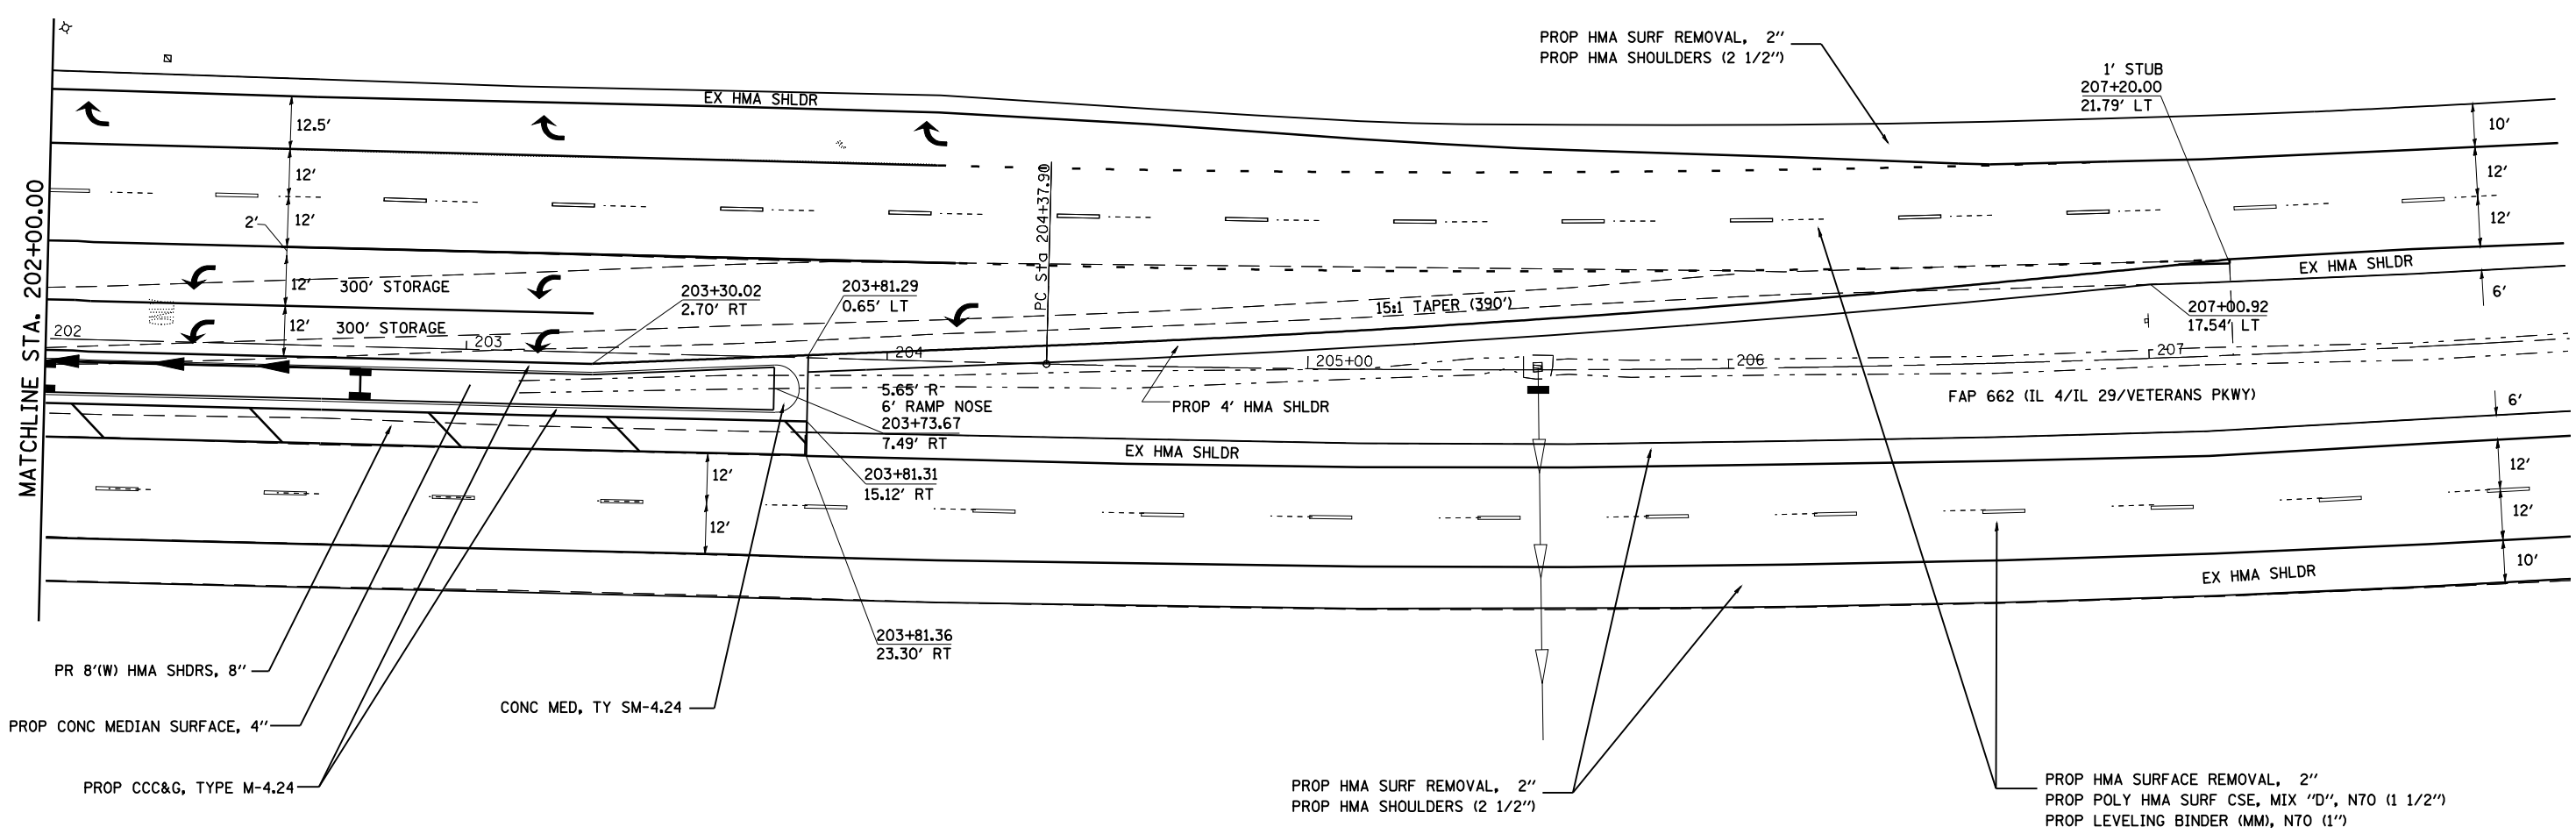 PROP HMA SURF REMOVAL, 2"
PROP HMA SHOULDERS (2 1/2")
1' STUB
207+20.00
21.79' LT
EX HMA SHLDR
12.5'
12'
12'
2'
12'
12'
300' STORAGE
300' STORAGE
MATCHLINE STA. 202+00.00
202
203
204
205+00
206
207
203+30.02
2.70' RT
203+81.29
0.65' LT
PC Sta 204+37.90
15:1 TAPER (390')
10'
12'
12'
EX HMA SHLDR
6'
207+00.92
17.54' LT
5.65' R
6' RAMP NOSE
203+73.67
7.49' RT
PROP 4' HMA SHLDR
FAP 662 (IL 4/IL 29/VETERANS PKWY)
6'
EX HMA SHLDR
203+81.31
15.12' RT
12'
12'
12'
12'
10'
EX HMA SHLDR
203+81.36
23.30' RT
PR 8'(W) HMA SHDRS, 8"
PROP CONC MEDIAN SURFACE, 4"
CONC MED, TY SM-4.24
PROP CCC&G, TYPE M-4.24
PROP HMA SURF REMOVAL, 2"
PROP HMA SHOULDERS (2 1/2")
PROP HMA SURFACE REMOVAL, 2"
PROP POLY HMA SURF CSE, MIX "D", N70 (1 1/2")
PROP LEVELING BINDER (MM), N70 (1")